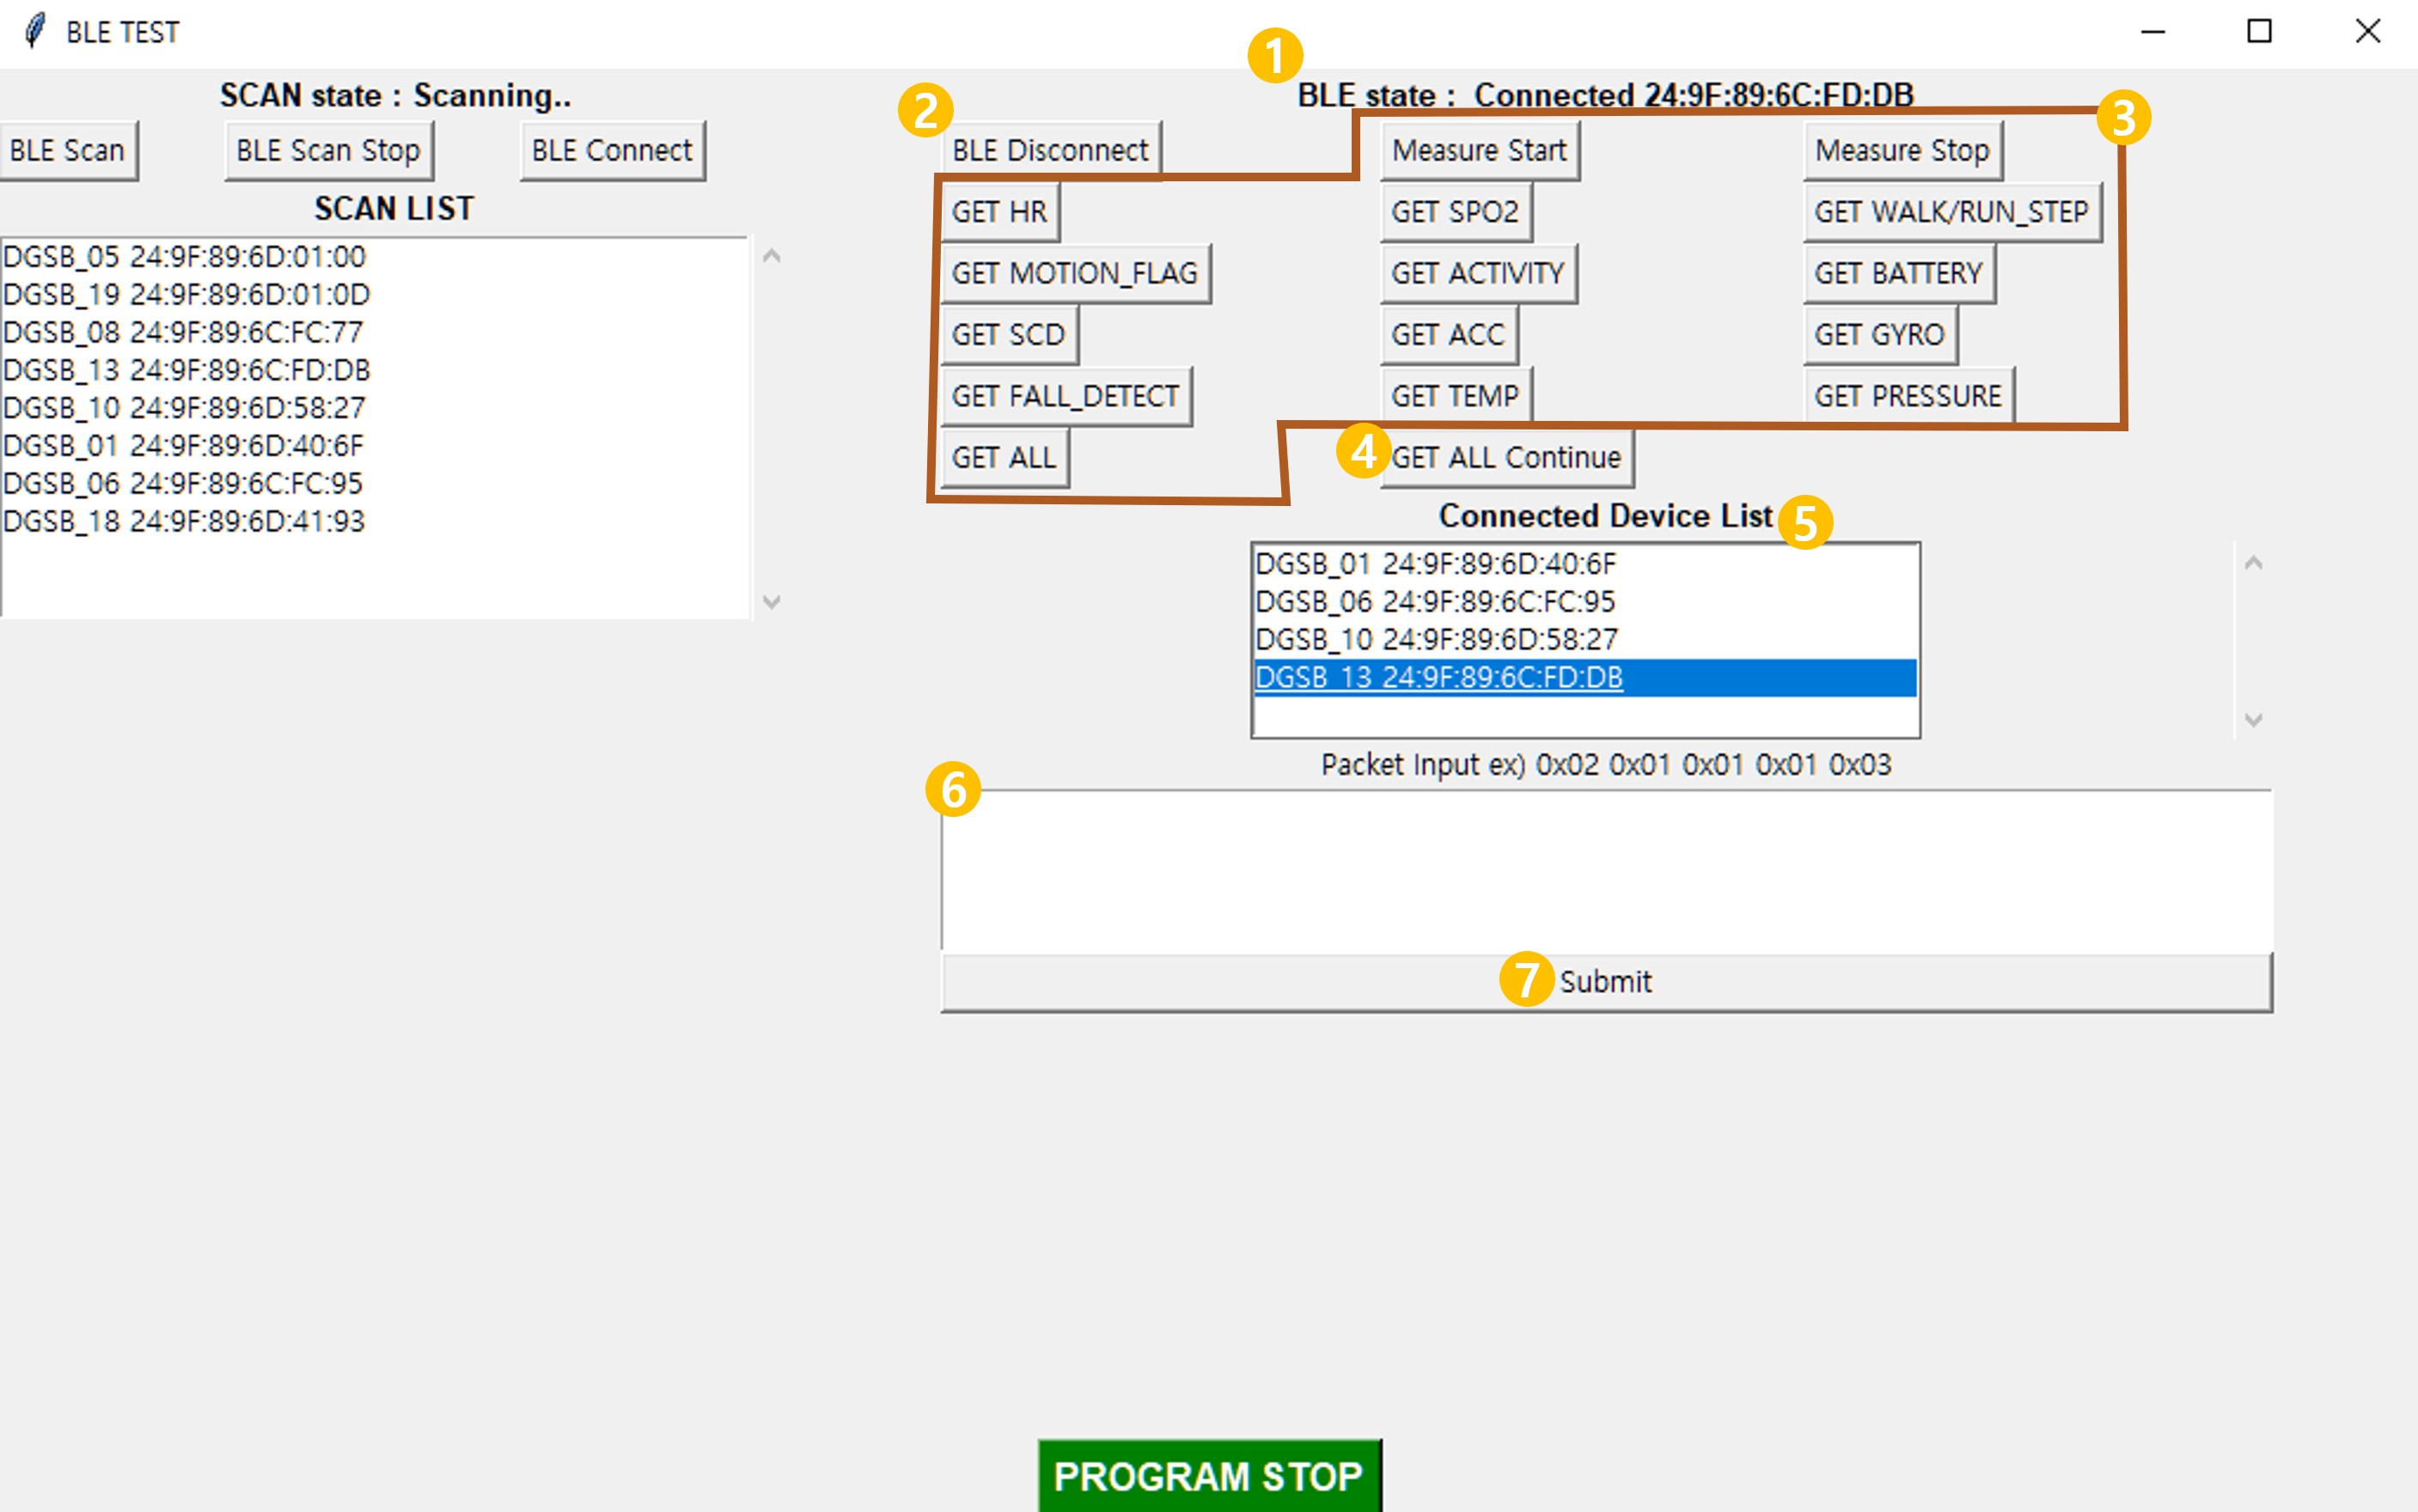 BLE TEST
1
SCAN state : Scanning..
BLE state : Connected 24:9F:89:6C:FD:DB
2
3
BLE Scan
BLE Scan Stop
BLE Connect
BLE Disconnect
Measure Start
Measure Stop
SCAN LIST
GET HR
GET SPO2
GET WALK/RUN_STEP
GET MOTION_FLAG
GET ACTIVITY
GET BATTERY
GET SCD
GET ACC
GET GYRO
GET FALL_DETECT
GET TEMP
GET PRESSURE
GET ALL
4
GET ALL Continue
DGSB_05 24:9F:89:6D:01:00
DGSB_19 24:9F:89:6D:01:0D
DGSB_08 24:9F:89:6C:FC:77
DGSB_13 24:9F:89:6C:FD:DB
DGSB_10 24:9F:89:6D:58:27
DGSB_01 24:9F:89:6D:40:6F
DGSB_06 24:9F:89:6C:FC:95
DGSB_18 24:9F:89:6D:41:93
Connected Device List
5
DGSB_01 24:9F:89:6D:40:6F
DGSB_06 24:9F:89:6C:FC:95
DGSB_10 24:9F:89:6D:58:27
DGSB_13 24:9F:89:6C:FD:DB
Packet Input ex) 0x02 0x01 0x01 0x01 0x03
6
7
Submit
PROGRAM STOP